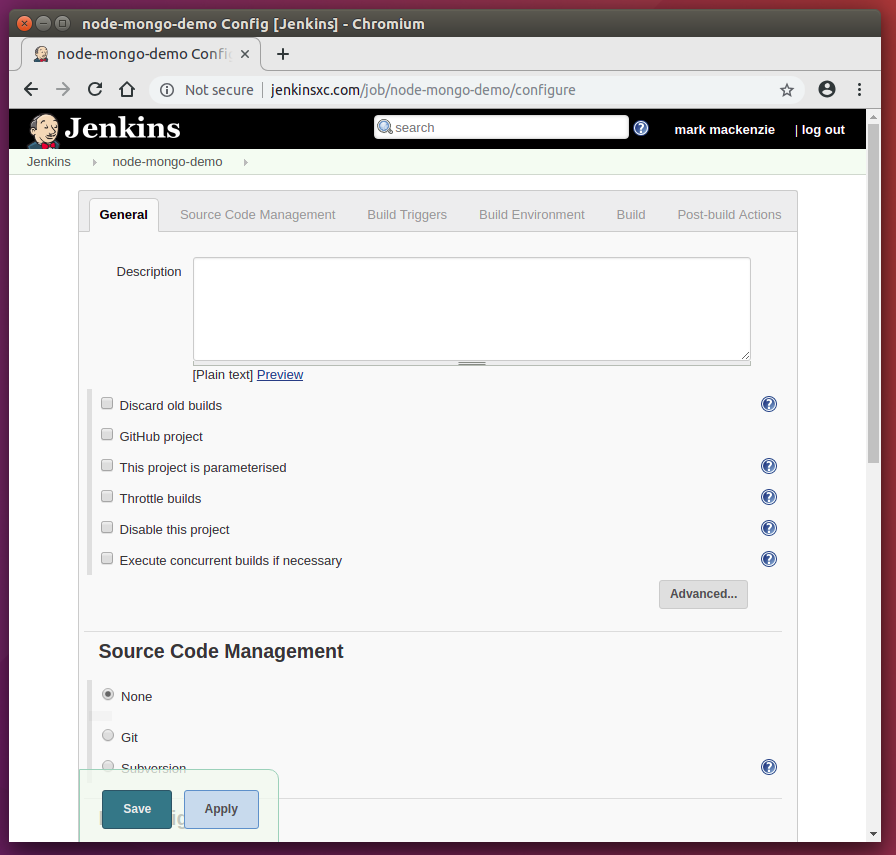 node-mongo-demo Config [Jenkins] - Chromium
node-mongo-demo Confi
Not secure jenkinsxc.com/job/node-mongo-demo/configure
Jenkins search mark mackenzie | log out
Jenkins node-mongo-demo
General Source Code Management Build Triggers Build Environment Build Post-build Actions
Description
[Plain text] Preview
Discard old builds
GitHub project
This project is parameterised
Throttle builds
Disable this project
Execute concurrent builds if necessary
Advanced...
Source Code Management
None
Git
Subversion
Save Apply